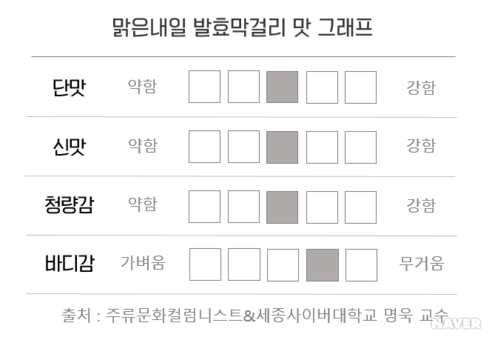 맑은내일 발효막걸리 맛 그래프
단맛 약함 강함
신맛 약함 강함
청량감 약함 강함
바디감 가벼움 무거움
출처 : 주류문화컬럼니스트&세종사이버대학교 명욱 교수
NAVER